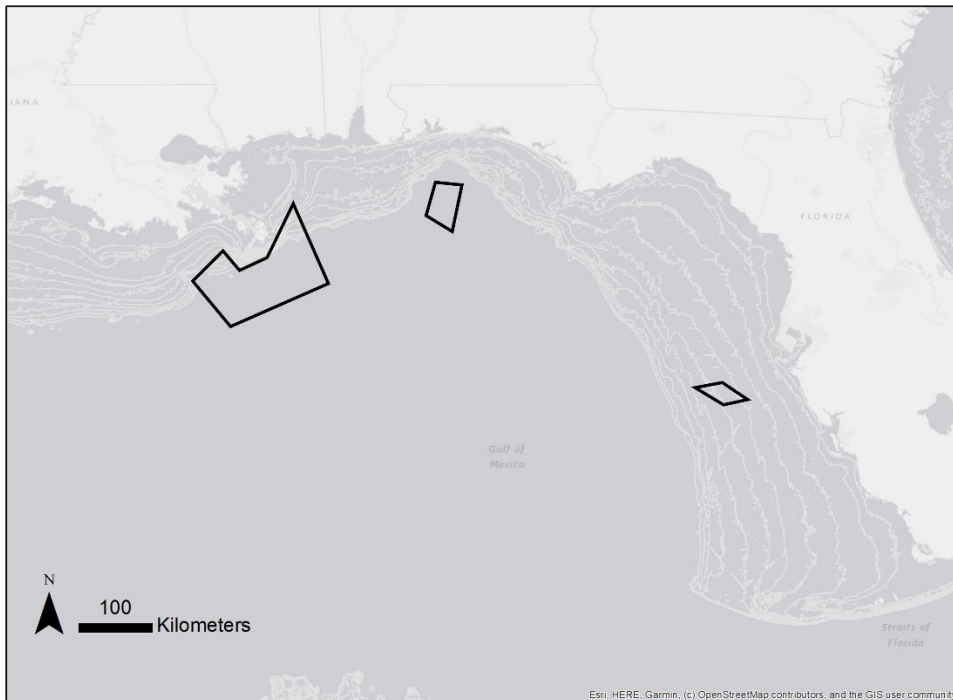 IANA
FLORIDA
Gulf of
Mexico
N
100
Kilometers
Straits of
Florida
Esri, HERE, Garmin, (c) OpenStreetMap contributors, and the GIS user community